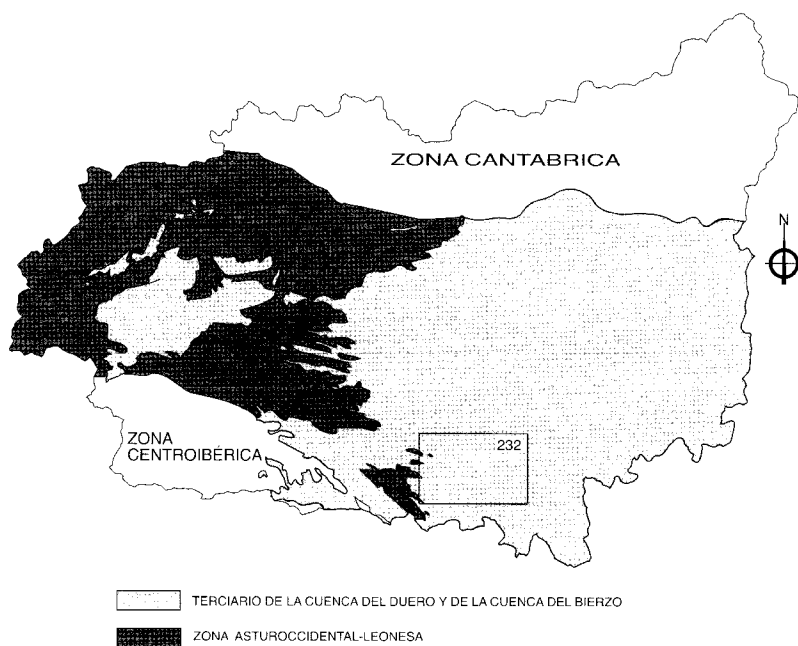 ZONA CANTABRICA
N
ZONA
CENTROIBÉRICA
232
TERCIARIO DE LA CUENCA DEL DUERO Y DE LA CUENCA DEL BIERZO
ZONA ASTUROCCIDENTAL-LEONESA